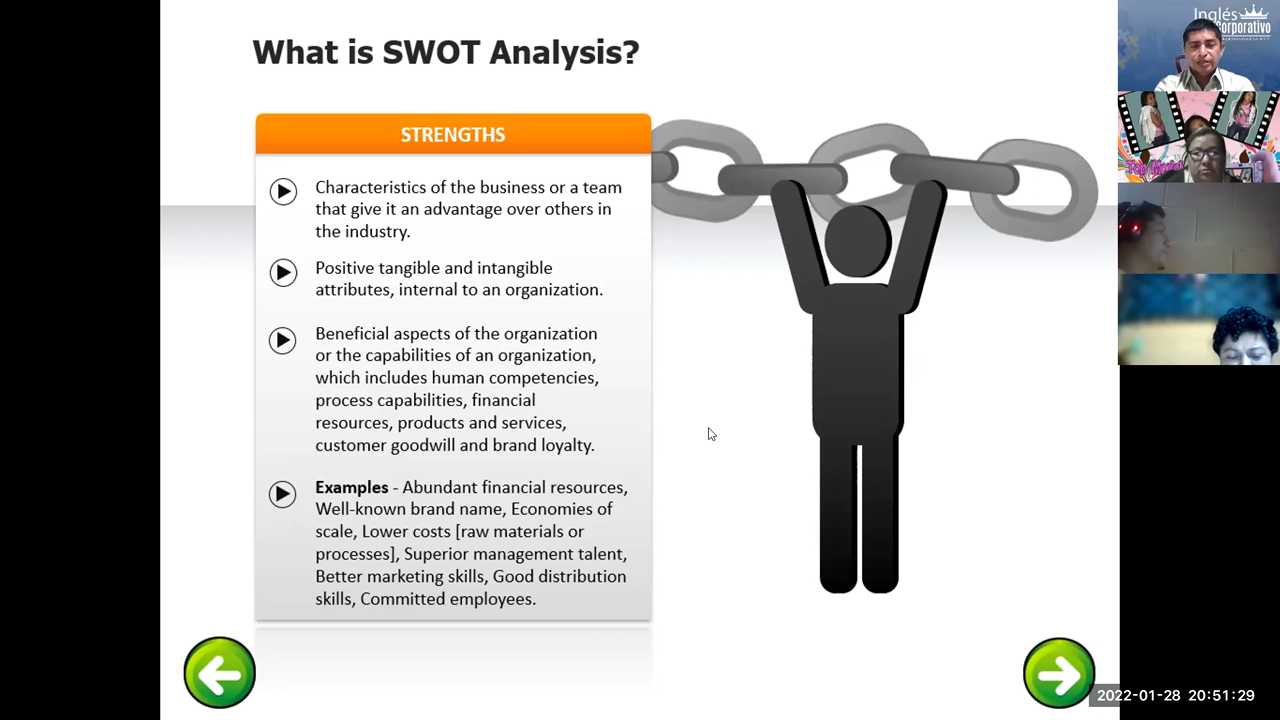 What is SWOT Analysis?
STRENGTHS
Characteristics of the business or a team
that give it an advantage over others in
the industry.
Positive tangible and intangible
attributes, internal to an organization.
Beneficial aspects of the organization
or the capabilities of an organization,
which includes human competencies,
process capabilities, financial
resources, products and services,
customer goodwill and brand loyalty.
Examples - Abundant financial resources,
Well-known brand name, Economies of
scale, Lower costs [raw materials or
processes], Superior management talent,
Better marketing skills, Good distribution
skills, Committed employees.
Inglés
Corporativo
Top Model
2022-01-28 20:51:29